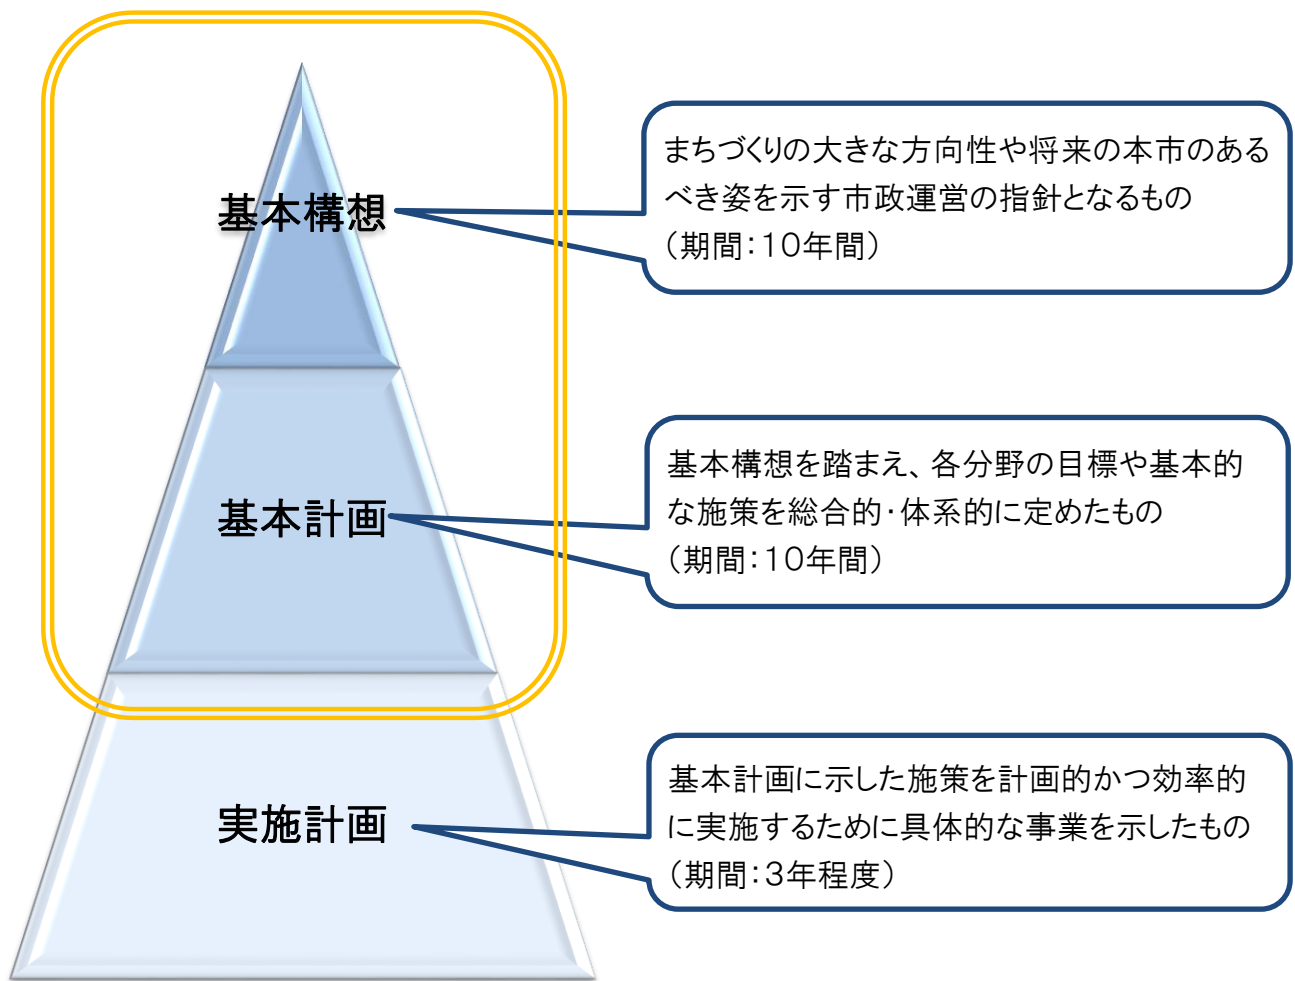 基本構想
まちづくりの大きな方向性や将来の本市のある
べき姿を示す市政運営の指針となるもの
（期間：１０年間）
基本計画
基本構想を踏まえ、各分野の目標や基本的
な施策を総合的・体系的に定めたもの
（期間：１０年間）
実施計画
基本計画に示した施策を計画的かつ効率的
に実施するために具体的な事業を示したもの
（期間：３年程度）